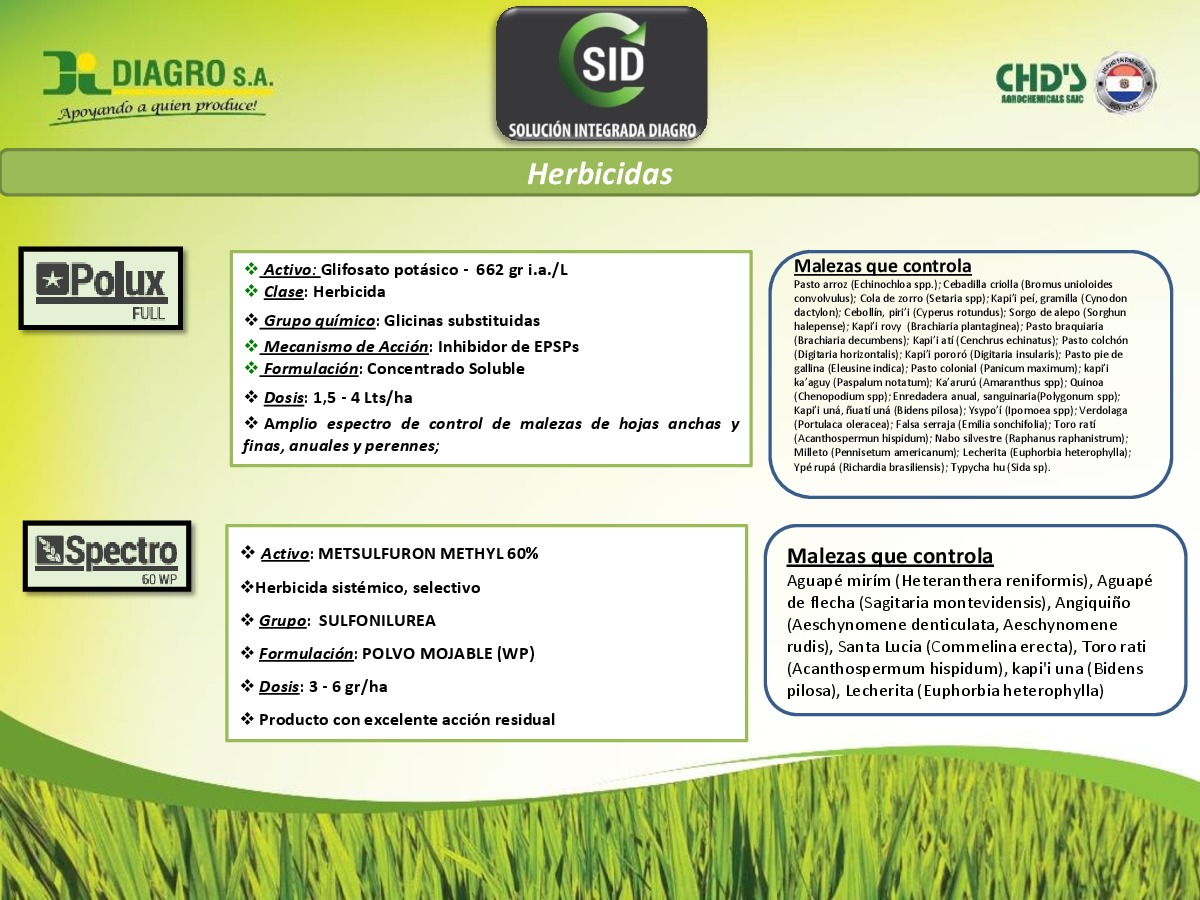 DIAGRO S.A.
Apoyando a quien produce!
SID
SOLUCIÓN INTEGRADA DIAGRO
CHD'S
AGROCHEMICALS SAIC
Herbicidas
Polux
FULL
❖ Activo: Glifosato potásico - 662 gr i.a./L
❖ Clase: Herbicida
❖ Grupo químico: Glicinas substituidas
❖ Mecanismo de Acción: Inhibidor de EPSPs
❖ Formulación: Concentrado Soluble
❖ Dosis: 1,5 - 4 Lts/ha
❖ Amplio espectro de control de malezas de hojas anchas y
finas, anuales y perennes;
Malezas que controla
Pasto arroz (Echinochloa spp.); Cebadilla criolla (Bromus unioloides
convolvulus); Cola de zorro (Setaria spp); Kapi’i peí, gramilla (Cynodon
dactylon); Cebollín, piri’i (Cyperus rotundus); Sorgo de alepo (Sorghun
halepense); Kapi’i rovy (Brachiaria plantaginea); Pasto braquiaria
(Brachiaria decumbens); Kapi’i atí (Cenchrus echinatus); Pasto colchón
(Digitaria horizontalis); Kapi’i pororó (Digitaria insularis); Pasto pie de
gallina (Eleusine indica); Pasto colonial (Panicum maximum); kapi’i
ka’aguy (Paspalum notatum); Ka’arurú (Amaranthus spp); Quinoa
(Chenopodium spp); Enredadera anual, sanguinaria(Polygonum spp);
Kapi’i uná, ñuatí uná (Bidens pilosa); Ysypo’í (Ipomoea spp); Verdolaga
(Portulaca oleracea); Falsa serraja (Emilia sonchifolia); Toro ratí
(Acanthospermun hispidum); Nabo silvestre (Raphanus raphanistrum);
Milleto (Pennisetum americanum); Lecherita (Euphorbia heterophylla);
Ypé rupá (Richardia brasiliensis); Typycha hu (Sida sp).
Spectro
60 WP
❖ Activo: METSULFURON METHYL 60%
❖Herbicida sistémico, selectivo
❖ Grupo: SULFONILUREA
❖ Formulación: POLVO MOJABLE (WP)
❖ Dosis: 3 - 6 gr/ha
❖ Producto con excelente acción residual
Malezas que controla
Aguapé mirím (Heteranthera reniformis), Aguapé
de flecha (Sagitaria montevidensis), Angiquiño
(Aeschynomene denticulata, Aeschynomene
rudis), Santa Lucia (Commelina erecta), Toro rati
(Acanthospermum hispidum), kapi'i una (Bidens
pilosa), Lecherita (Euphorbia heterophylla)